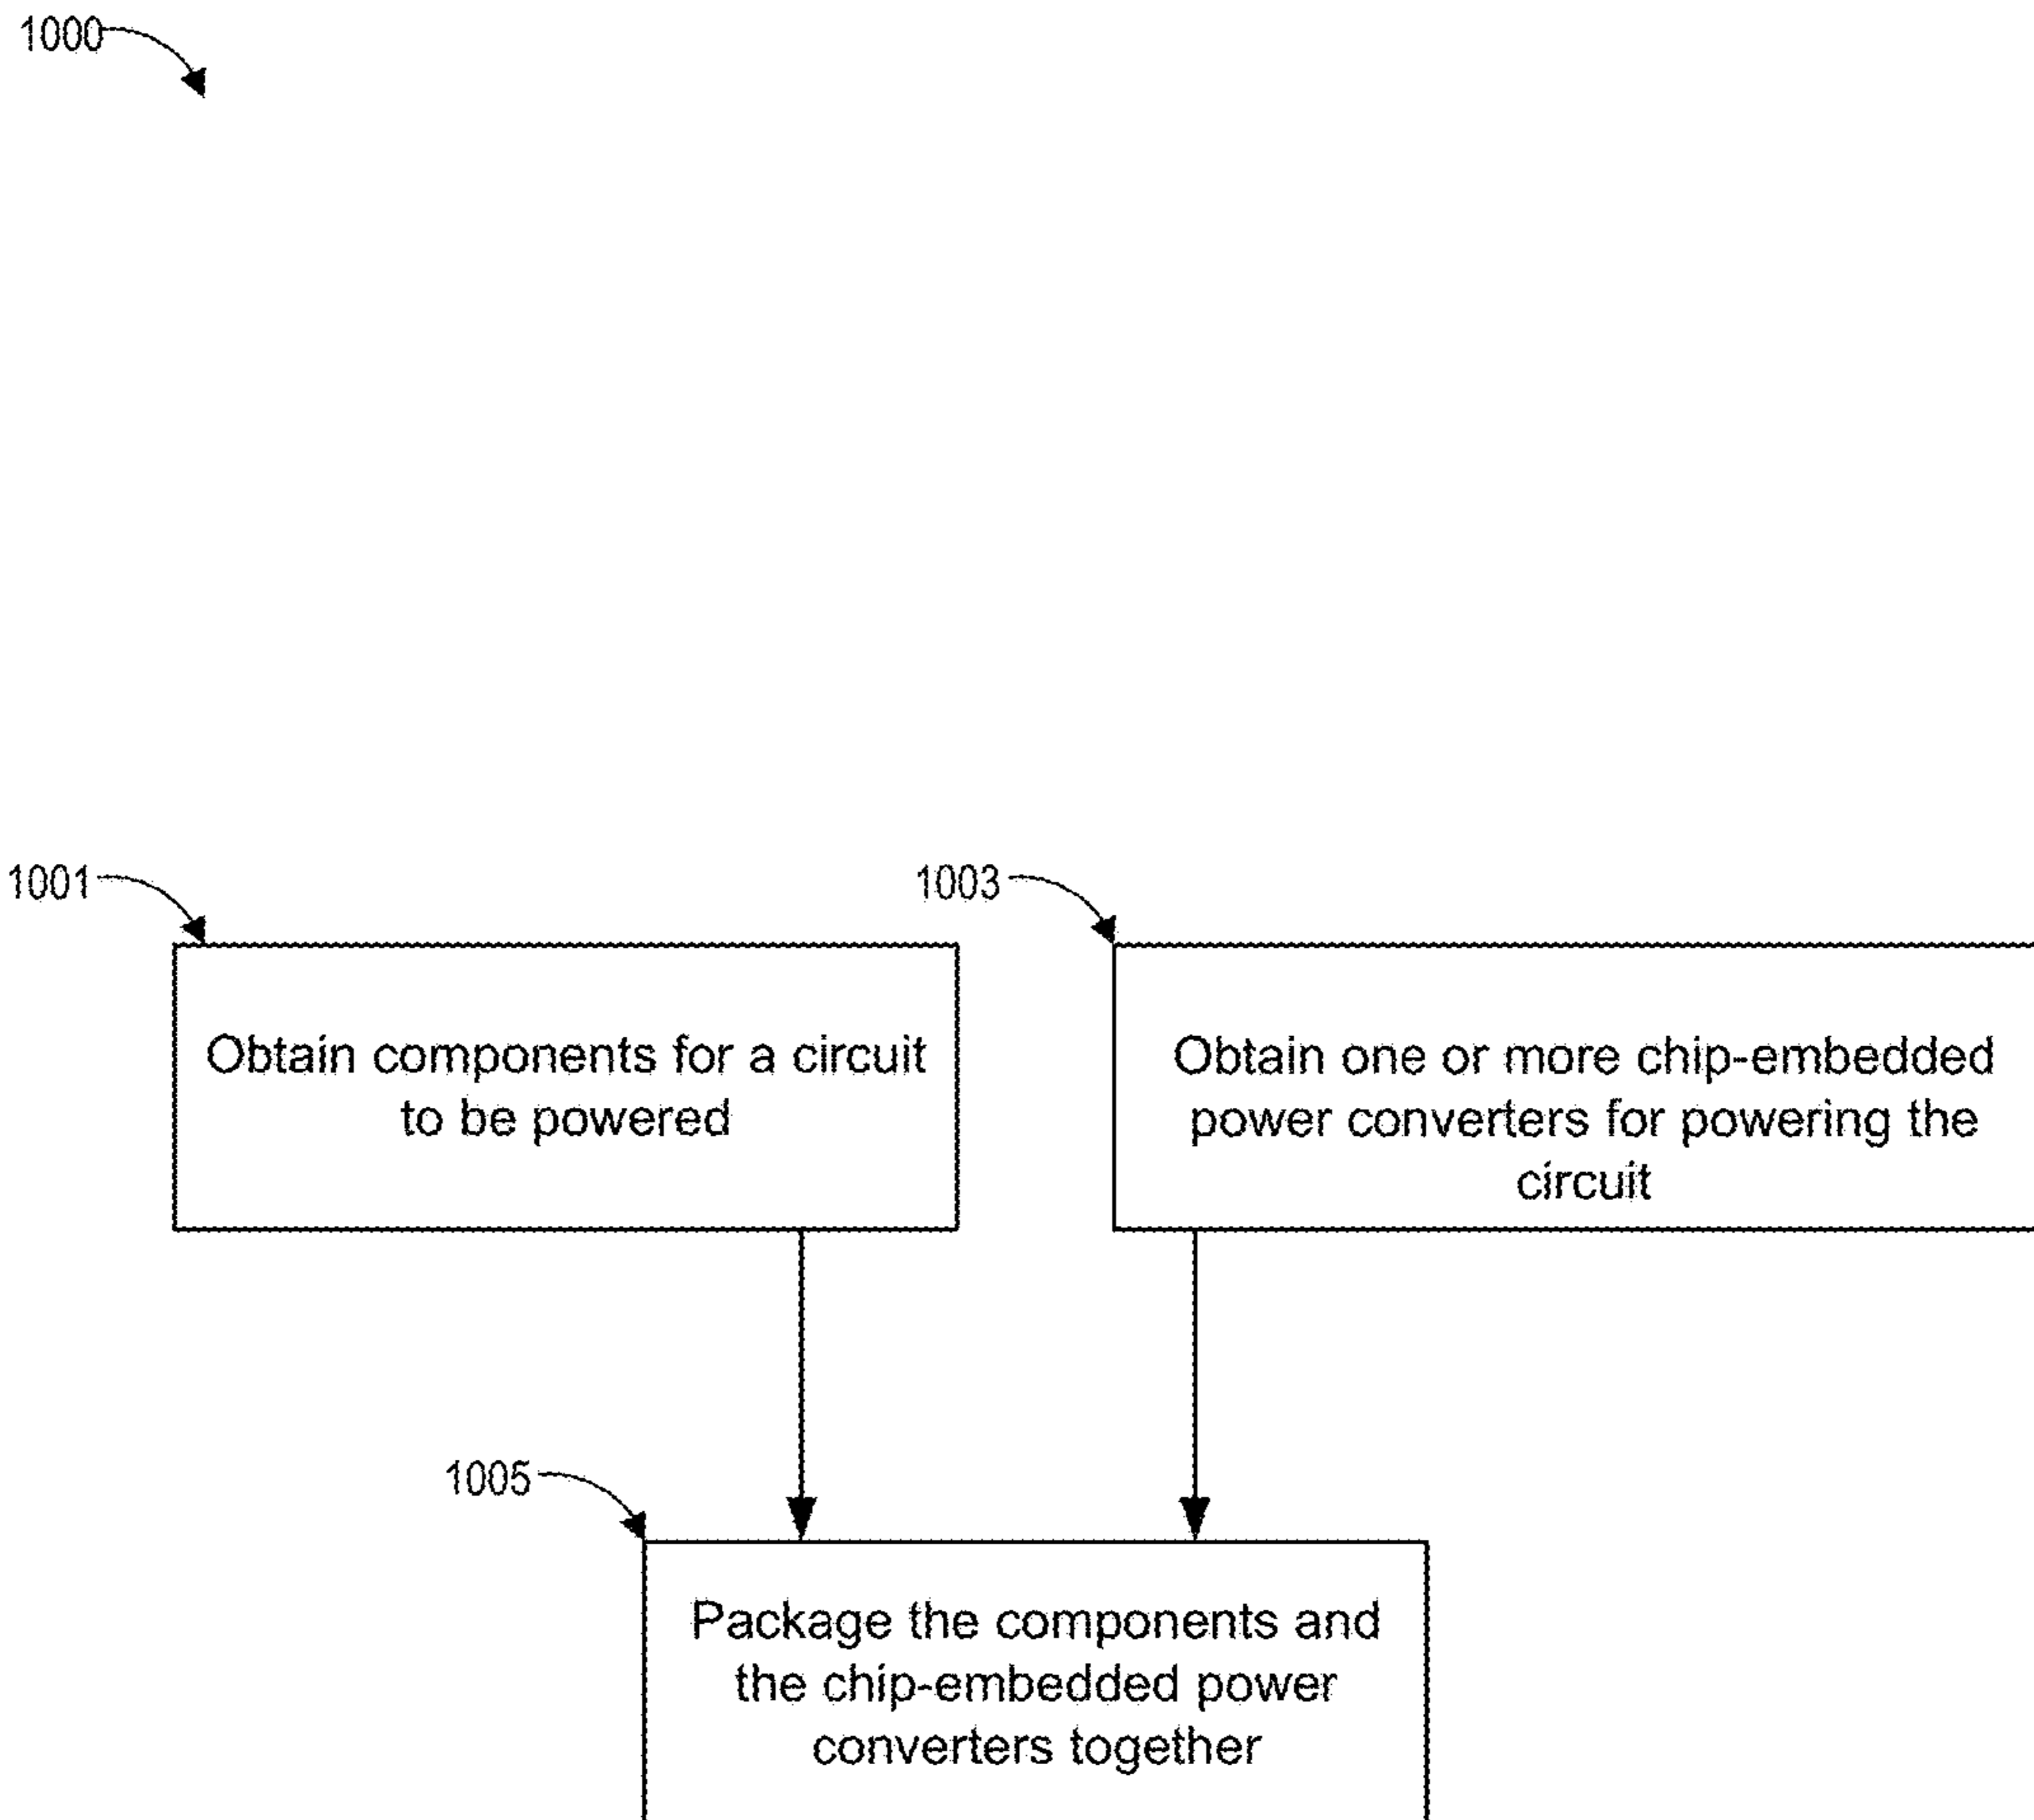 1000
1001
1003
Obtain components for a circuit
to be powered
Obtain one or more chip-embedded
power converters for powering the
circuit
1005
Package the components and
the chip-embedded power
converters together